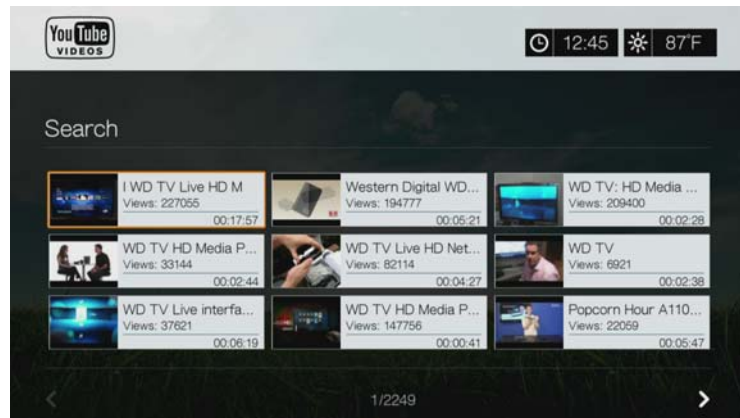 You Tube
VIDEOS
12:45
87°F
Search
I WD TV Live HD M
Views: 227055
00:17:57
Western Digital WD...
Views: 194777
00:05:21
WD TV: HD Media ...
Views: 209400
00:02:28
WD TV HD Media P...
Views: 33144
00:02:44
WD TV Live HD Net...
Views: 82114
00:04:27
WD TV
Views: 6921
00:02:38
WD TV Live interfa...
Views: 37621
00:06:19
WD TV HD Media P...
Views: 147756
00:00:41
Popcorn Hour A110...
Views: 22059
00:05:47
1/2249